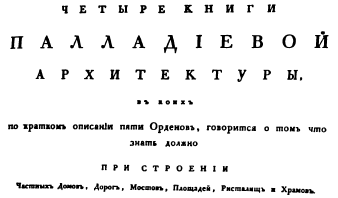 ЧЕТЫРЕ КНИГИ
ПАЛЛАДІЕВОЙ
АРХИТЕКТУРЫ,
въ коихъ
по краткомъ описаніи пяти Орденовъ, говорится о томъ что
знать должно
ПРИ СТРОЕНІИ
Частныхъ Домовъ, Дорогъ, Мостовъ, Площадей, Ристалищъ и Храмовъ.